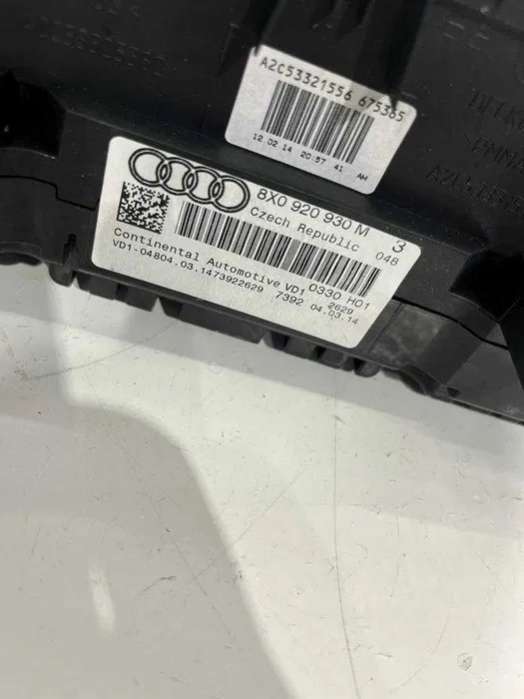 A2C53321556 675365
12 02 14 20 57 41 AM
8X0 920 930 M 3
Czech Republic 048
Continental Automotive VD1 0330 H01
2629
VD1-04804.03.1473922629 7392 04.03.14